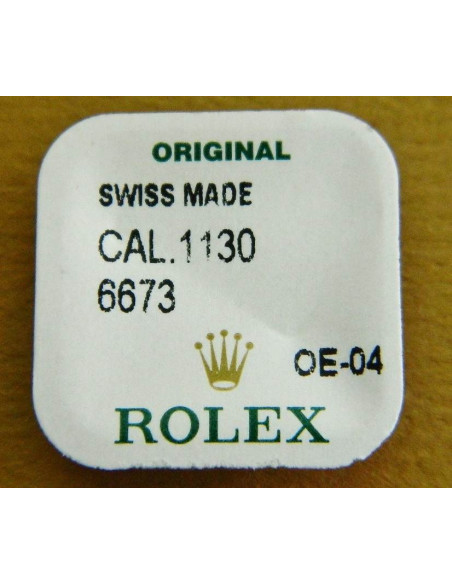 ORIGINAL
SWISS MADE
CAL.1130
6673
OE-04
ROLEX